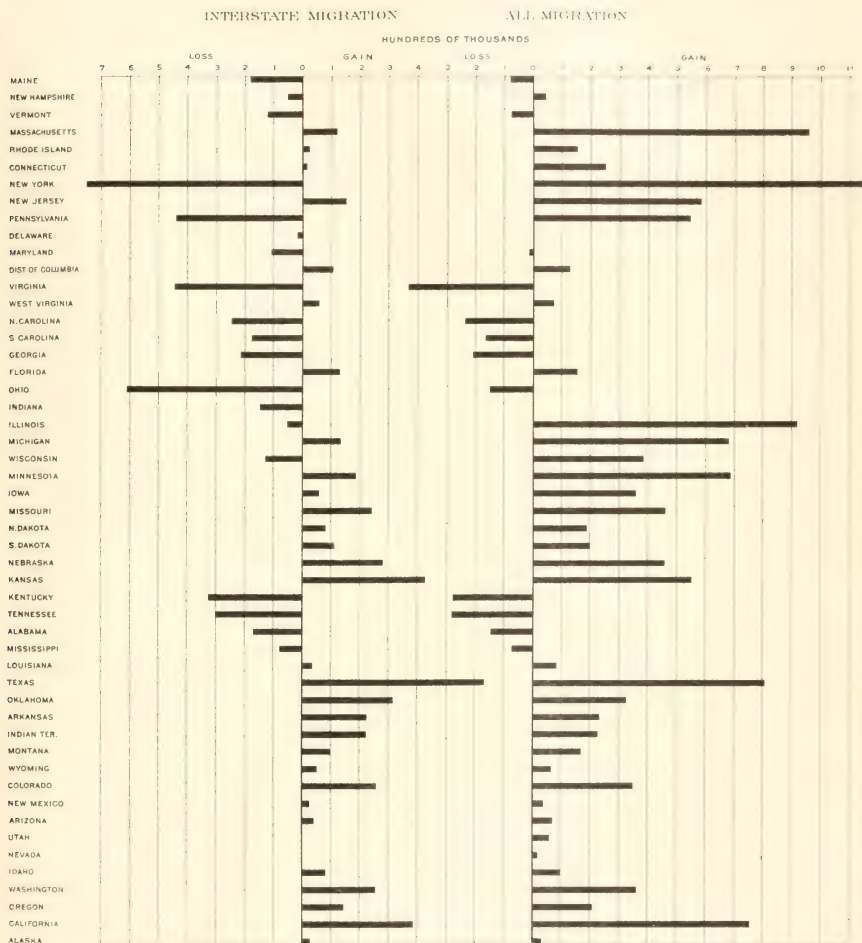 INTERSTATE MIGRATION ALL MIGRATION
HUNDREDS OF THOUSANDS
LOSS GAIN LOSS GAIN
7 6 5 4 3 2 1 0 1 2 3 4 3 2 1 0 1 2 3 4 5 6 7 8 9 10 11
MAINE
NEW HAMPSHIRE
VERMONT
MASSACHUSETTS
RHODE ISLAND
CONNECTICUT
NEW YORK
NEW JERSEY
PENNSYLVANIA
DELAWARE
MARYLAND
DIST OF COLUMBIA
VIRGINIA
WEST VIRGINIA
N. CAROLINA
S CAROLINA
GEORGIA
FLORIDA
OHIO
INDIANA
ILLINOIS
MICHIGAN
WISCONSIN
MINNESOTA
IOWA
MISSOURI
N. DAKOTA
S. DAKOTA
NEBRASKA
KANSAS
KENTUCKY
TENNESSEE
ALABAMA
MISSISSIPPI
LOUISIANA
TEXAS
OKLAHOMA
ARKANSAS
INDIAN TER.
MONTANA
WYOMING
COLORADO
NEW MEXICO
ARIZONA
UTAH
NEVADA
IDAHO
WASHINGTON
OREGON
CALIFORNIA
ALASKA